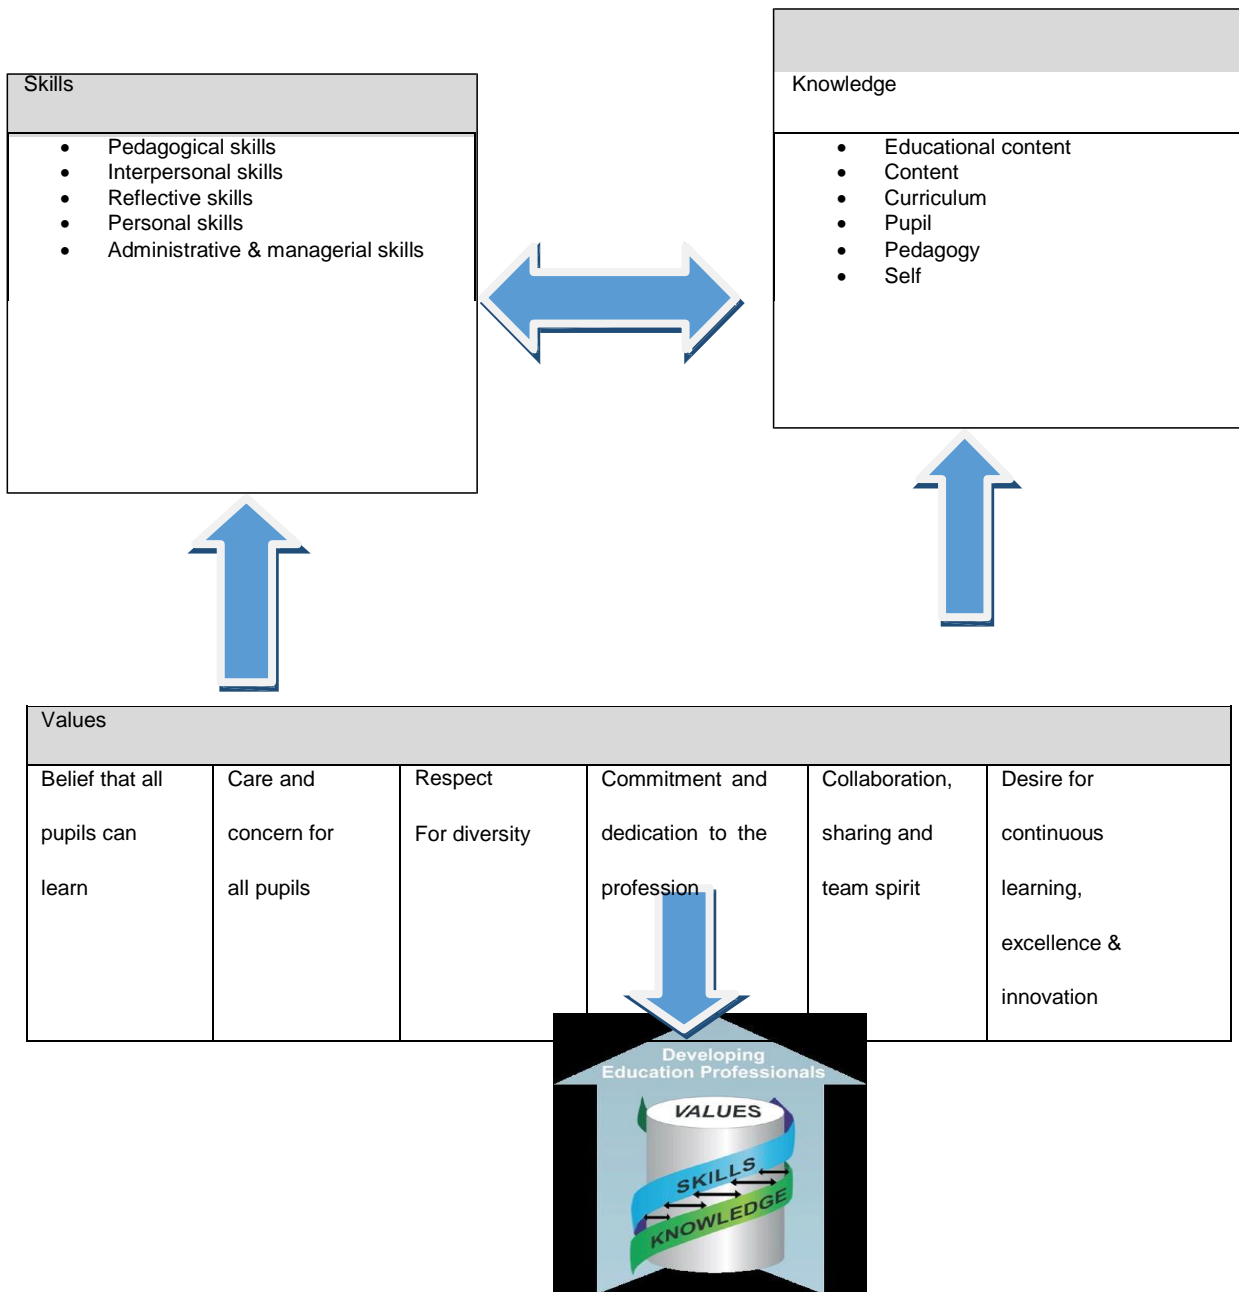 Skills
• Pedagogical skills
• Interpersonal skills
• Reflective skills
• Personal skills
• Administrative & managerial skills
Knowledge
• Educational content
• Content
• Curriculum
• Pupil
• Pedagogy
• Self
Values
Belief that all
pupils can
learn
Care and
concern for
all pupils
Respect
For diversity
Commitment and
dedication to the
profession
Collaboration,
sharing and
team spirit
Desire for
continuous
learning,
excellence &
innovation
Developing
Education Professionals
VALUES
SKILLS
KNOWLEDGE